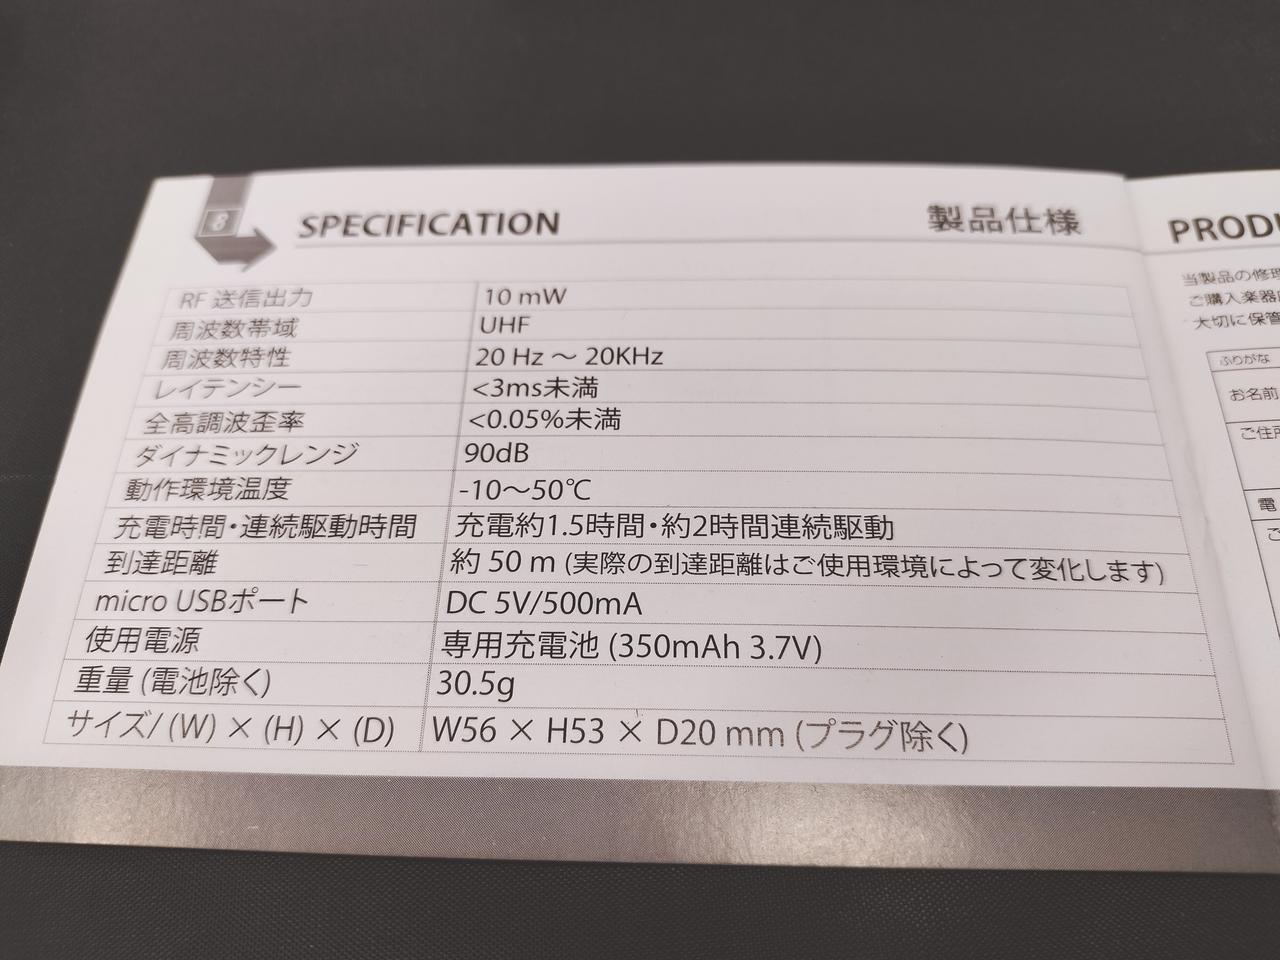 8
SPECIFICATION 製品仕様
RF 送信出力 10 mW
周波数帯域 UHF
周波数特性 20 Hz ～ 20KHz
レイテンシー <3ms未満
全高調波歪率 <0.05%未満
ダイナミックレンジ 90dB
動作環境温度 -10～50℃
充電時間・連続駆動時間 充電約1.5時間・約2時間連続駆動
到達距離 約 50 m (実際の到達距離はご使用環境によって変化します)
micro USBポート DC 5V/500mA
使用電源 専用充電池 (350mAh 3.7V)
重量 (電池除く) 30.5g
サイズ/ (W) × (H) × (D) W56 × H53 × D20 mm (プラグ除く)
当製品の修理
ご購入楽器
大切に保管
ふりがな
お名前
ご住所
電